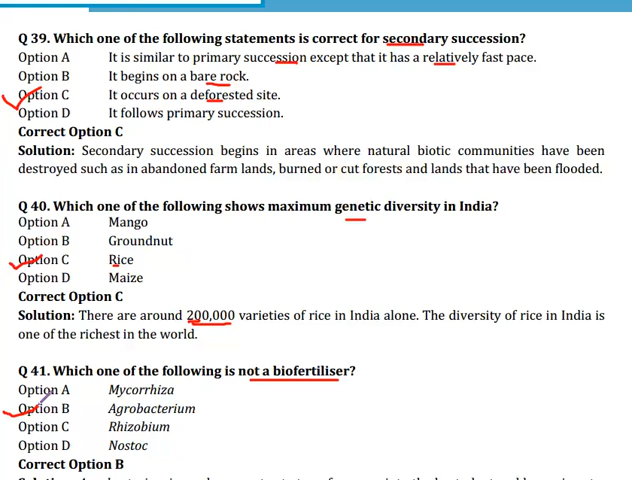 Q 39. Which one of the following statements is correct for secondary succession?
Option A It is similar to primary succession except that it has a relatively fast pace.
Option B It begins on a bare rock.
Option C It occurs on a deforested site.
Option D It follows primary succession.
Correct Option C
Solution: Secondary succession begins in areas where natural biotic communities have been
destroyed such as in abandoned farm lands, burned or cut forests and lands that have been flooded.
Q 40. Which one of the following shows maximum genetic diversity in India?
Option A Mango
Option B Groundnut
Option C Rice
Option D Maize
Correct Option C
Solution: There are around 200,000 varieties of rice in India alone. The diversity of rice in India is
one of the richest in the world.
Q 41. Which one of the following is not a biofertiliser?
Option A Mycorrhiza
Option B Agrobacterium
Option C Rhizobium
Option D Nostoc
Correct Option B